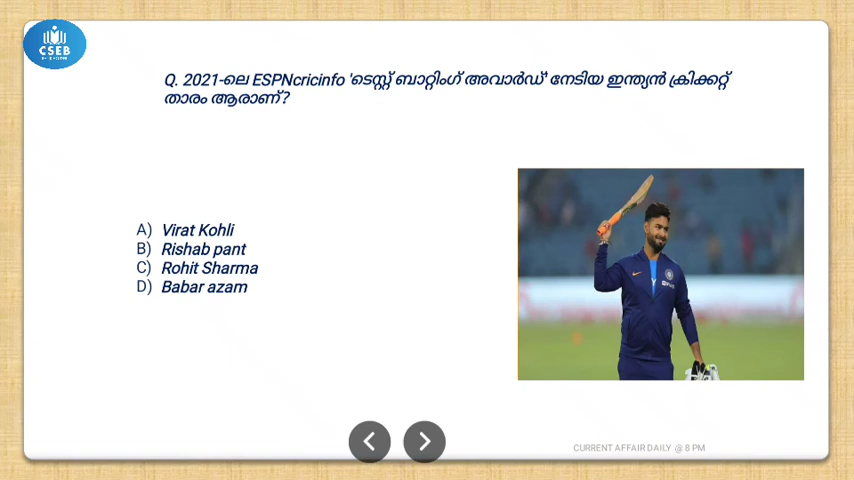 CSEB
Q. 2021-ലെ ESPNcricinfo 'ടെസ്റ്റ് ബാറ്റിംഗ് അവാർഡ്' നേടിയ ഇന്ത്യൻ ക്രിക്കറ്റ്
താരം ആരാണ്?
A) Virat Kohli
B) Rishab pant
C) Rohit Sharma
D) Babar azam
CURRENT AFFAIR DAILY @ 8 PM